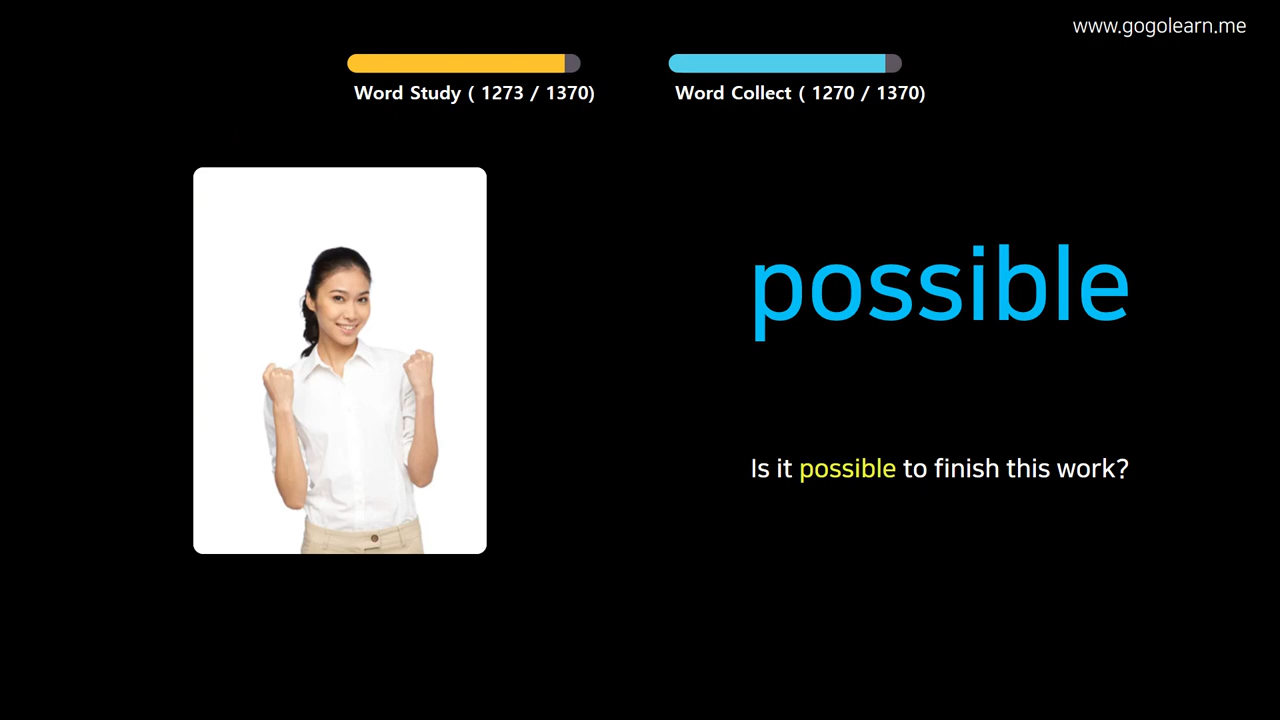 www.gogolearn.me
Word Study ( 1273 / 1370)
Word Collect ( 1270 / 1370)
possible
Is it possible to finish this work?